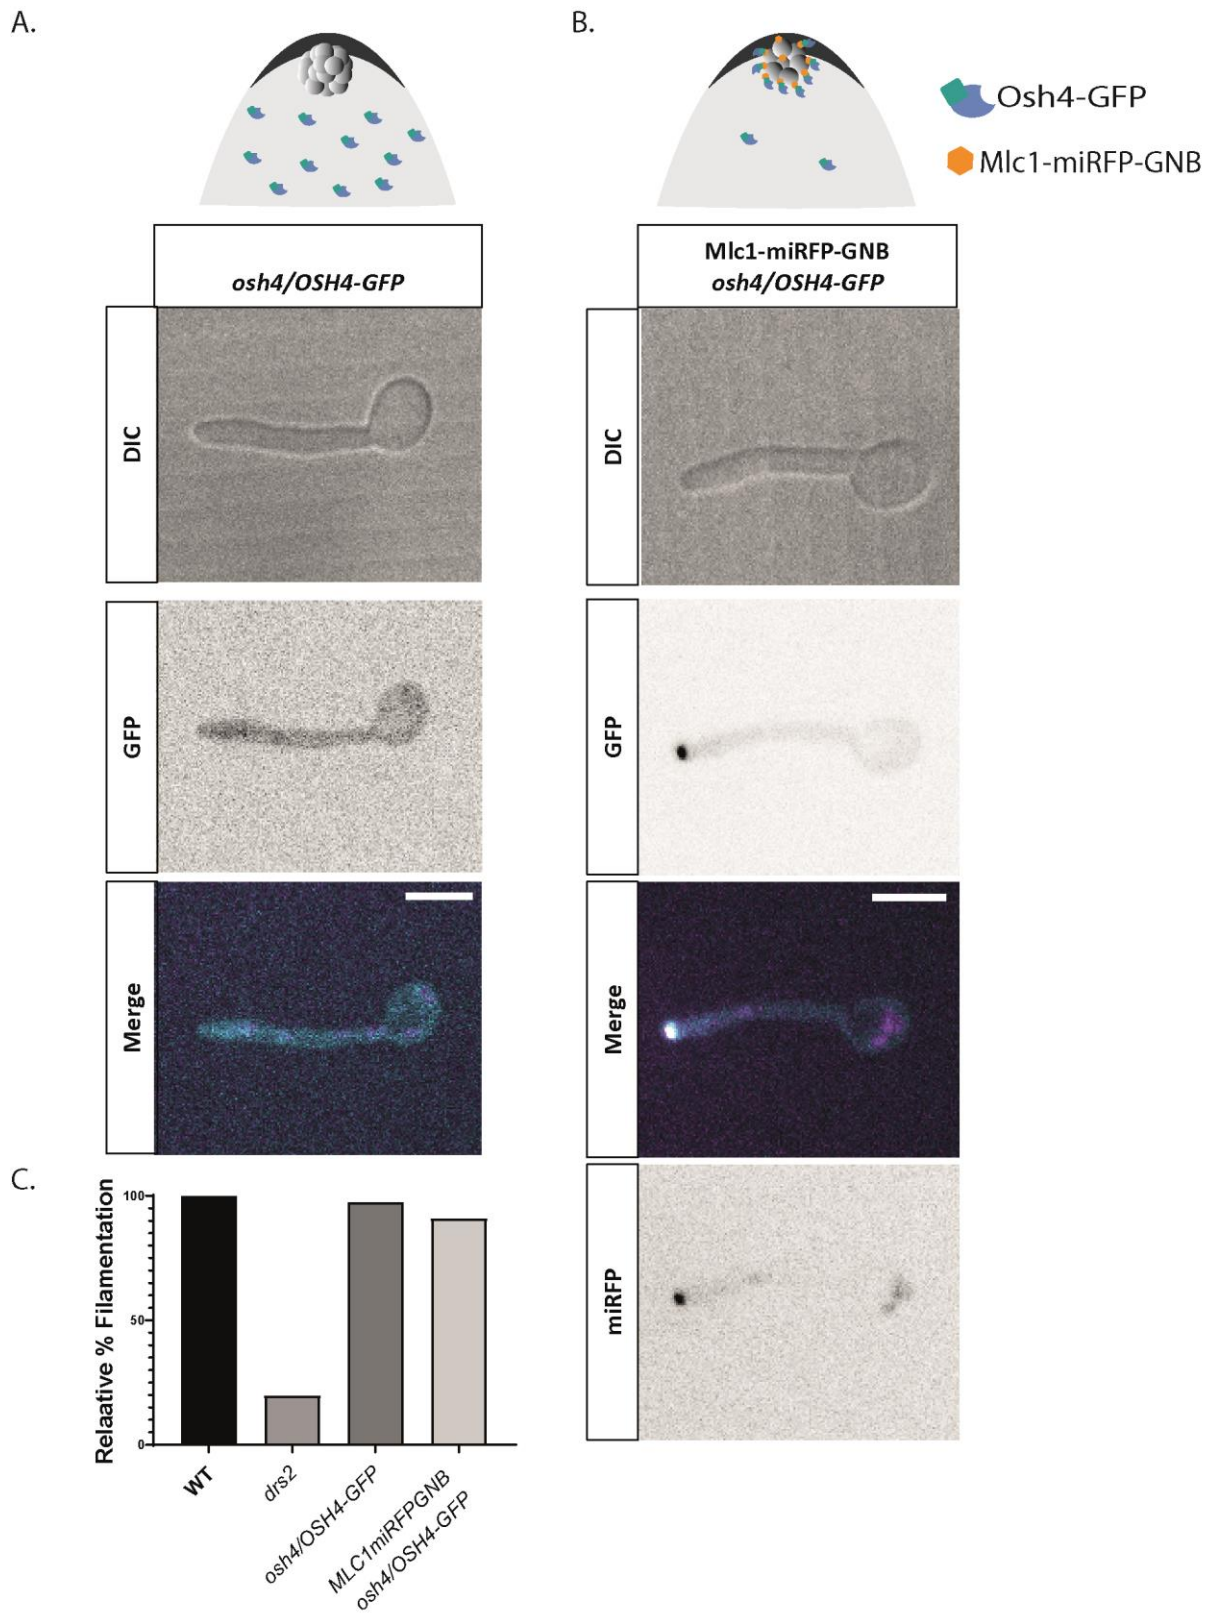 A.
B.
Osh4-GFP
Mlc1-miRFP-GNB
osh4/OSH4-GFP
Mlc1-miRFP-GNB
osh4/OSH4-GFP
DIC
DIC
GFP
GFP
Merge
Merge
miRFP
C.
Relaative % Filamentation
100
50
0
WT
drs2
osh4/OSH4-GFP
MLC1miRFPGNB
osh4/OSH4-GFP